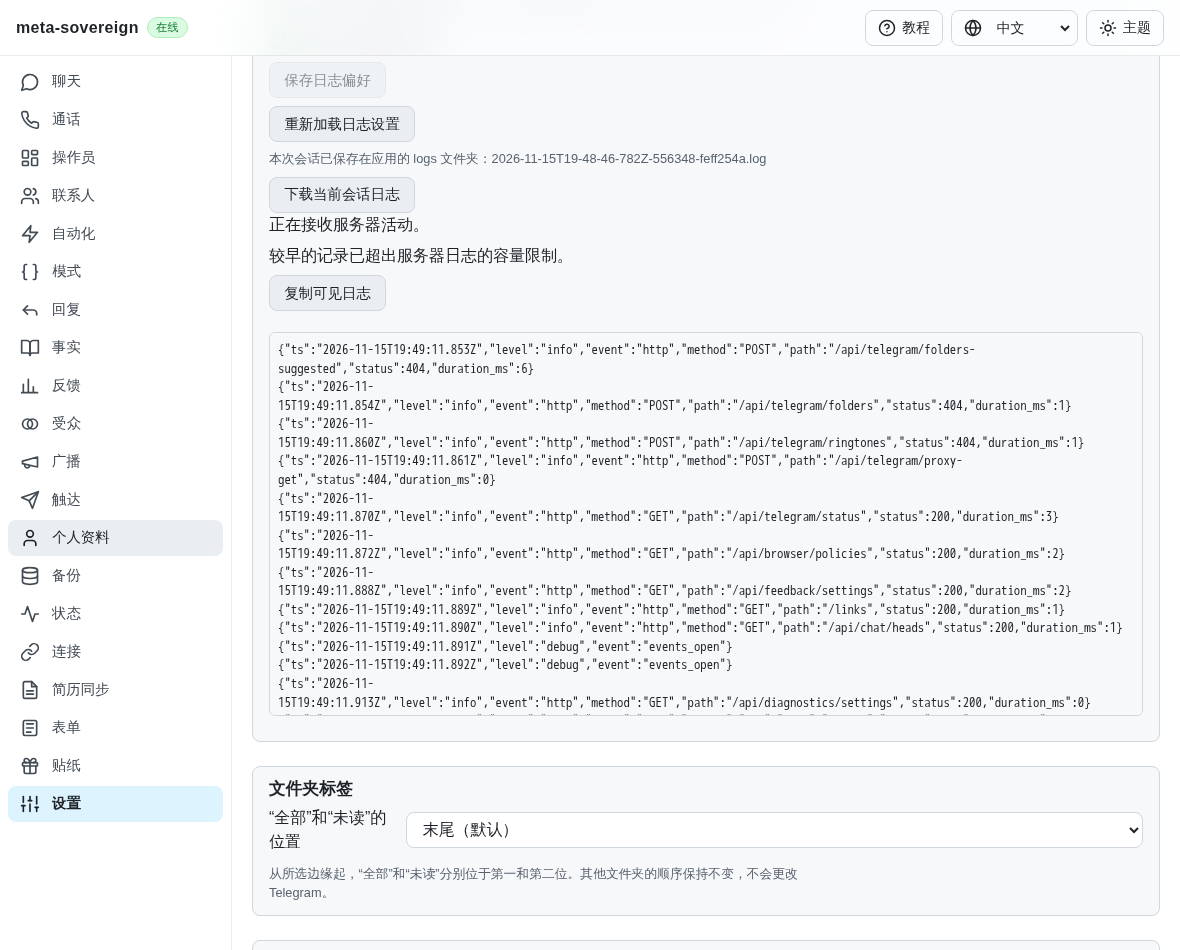 meta-sovereign
在线
教程
中文
主题
聊天
通话
操作员
联系人
自动化
模式
回复
事实
反馈
受众
广播
触达
个人资料
备份
状态
连接
简历同步
表单
贴纸
设置
保存日志偏好
重新加载日志设置
本次会话已保存在应用的 logs 文件夹：2026-11-15T19-48-46-782Z-556348-feff254a.log
下载当前会话日志
正在接收服务器活动。
较早的记录已超出服务器日志的容量限制。
复制可见日志
{"ts":"2026-11-15T19:49:11.853Z","level":"info","event":"http","method":"POST","path":"/api/telegram/folders-
suggested","status":404,"duration_ms":6}
{"ts":"2026-11-
15T19:49:11.854Z","level":"info","event":"http","method":"POST","path":"/api/telegram/folders","status":404,"duration_ms":1}
{"ts":"2026-11-
15T19:49:11.860Z","level":"info","event":"http","method":"POST","path":"/api/telegram/ringtones","status":404,"duration_ms":1}
{"ts":"2026-11-15T19:49:11.861Z","level":"info","event":"http","method":"POST","path":"/api/telegram/proxy-
get","status":404,"duration_ms":0}
{"ts":"2026-11-
15T19:49:11.870Z","level":"info","event":"http","method":"GET","path":"/api/telegram/status","status":200,"duration_ms":3}
{"ts":"2026-11-
15T19:49:11.872Z","level":"info","event":"http","method":"GET","path":"/api/browser/policies","status":200,"duration_ms":2}
{"ts":"2026-11-
15T19:49:11.888Z","level":"info","event":"http","method":"GET","path":"/api/feedback/settings","status":200,"duration_ms":2}
{"ts":"2026-11-15T19:49:11.889Z","level":"info","event":"http","method":"GET","path":"/links","status":200,"duration_ms":1}
{"ts":"2026-11-15T19:49:11.890Z","level":"info","event":"http","method":"GET","path":"/api/chat/heads","status":200,"duration_ms":1}
{"ts":"2026-11-15T19:49:11.891Z","level":"debug","event":"events_open"}
{"ts":"2026-11-15T19:49:11.892Z","level":"debug","event":"events_open"}
{"ts":"2026-11-
15T19:49:11.913Z","level":"info","event":"http","method":"GET","path":"/api/diagnostics/settings","status":200,"duration_ms":0}
文件夹标签
“全部”和“未读”的
位置
末尾（默认）
从所选边缘起，“全部”和“未读”分别位于第一和第二位。其他文件夹的顺序保持不变，不会更改
Telegram。